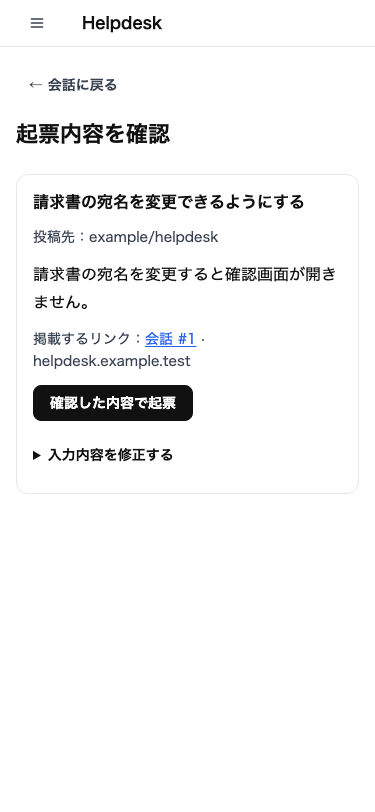 Helpdesk
← 会話に戻る
起票内容を確認
請求書の宛名を変更できるようにする
投稿先：example/helpdesk
請求書の宛名を変更すると確認画面が開き
ません。
掲載するリンク：会話 #1 ·
helpdesk.example.test
確認した内容で起票
▶ 入力内容を修正する